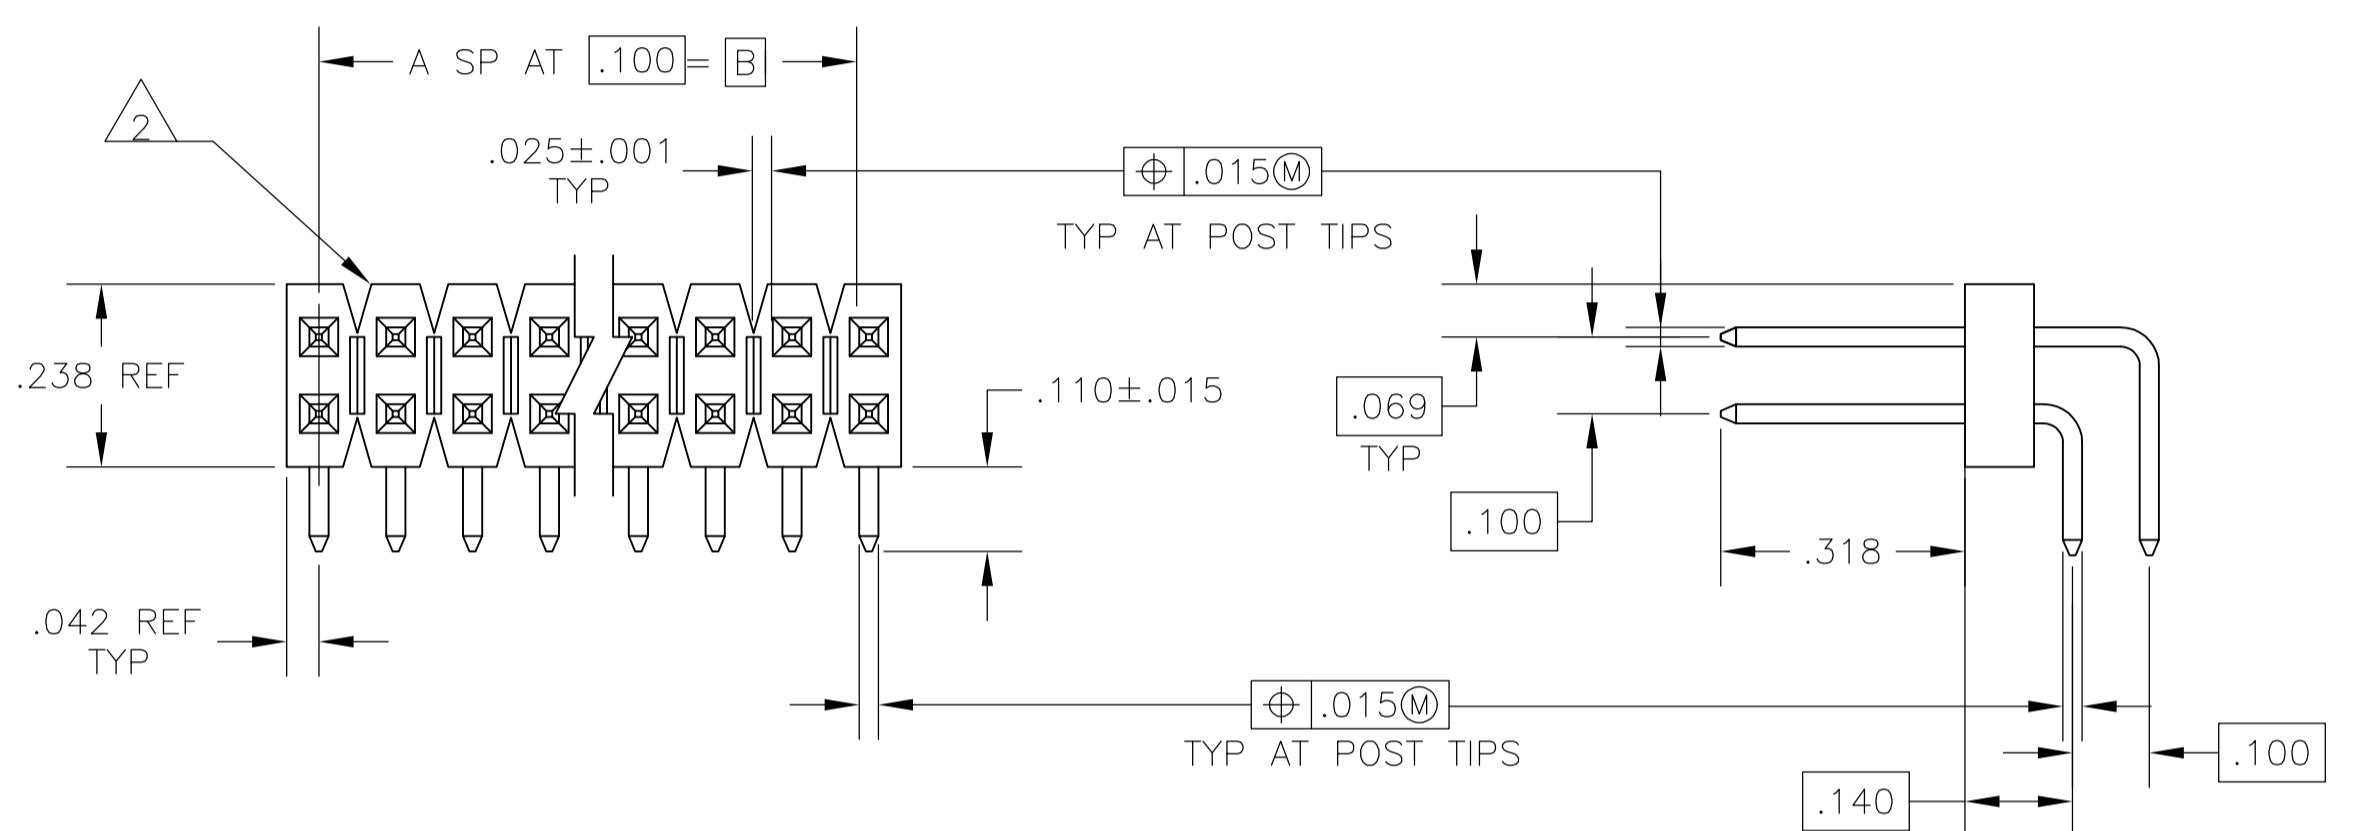 A SP AT .100 = B
2
.025±.001
TYP
.015Ⓜ
TYP AT POST TIPS
.238 REF
.110±.015
.069
TYP
.100
.318
.042 REF
TYP
.015Ⓜ
TYP AT POST TIPS
.100
.140